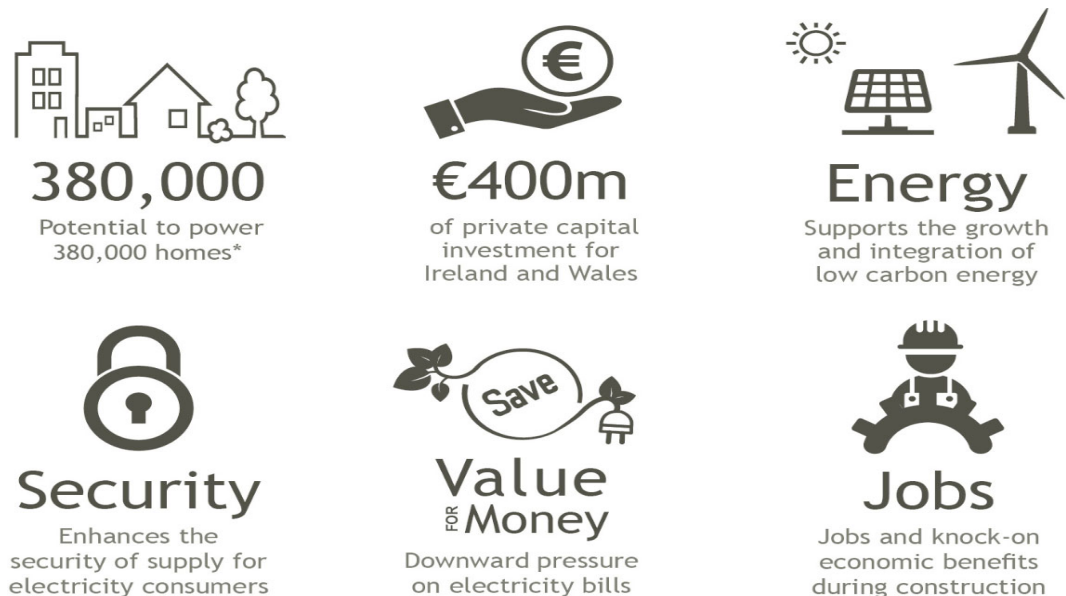 €
380,000
Potential to power
380,000 homes*
€400m
of private capital
investment for
Ireland and Wales
Energy
Supports the growth
and integration of
low carbon energy
Security
Enhances the
security of supply for
electricity consumers
Save
Value
FOR Money
Downward pressure
on electricity bills
Jobs
Jobs and knock-on
economic benefits
during construction